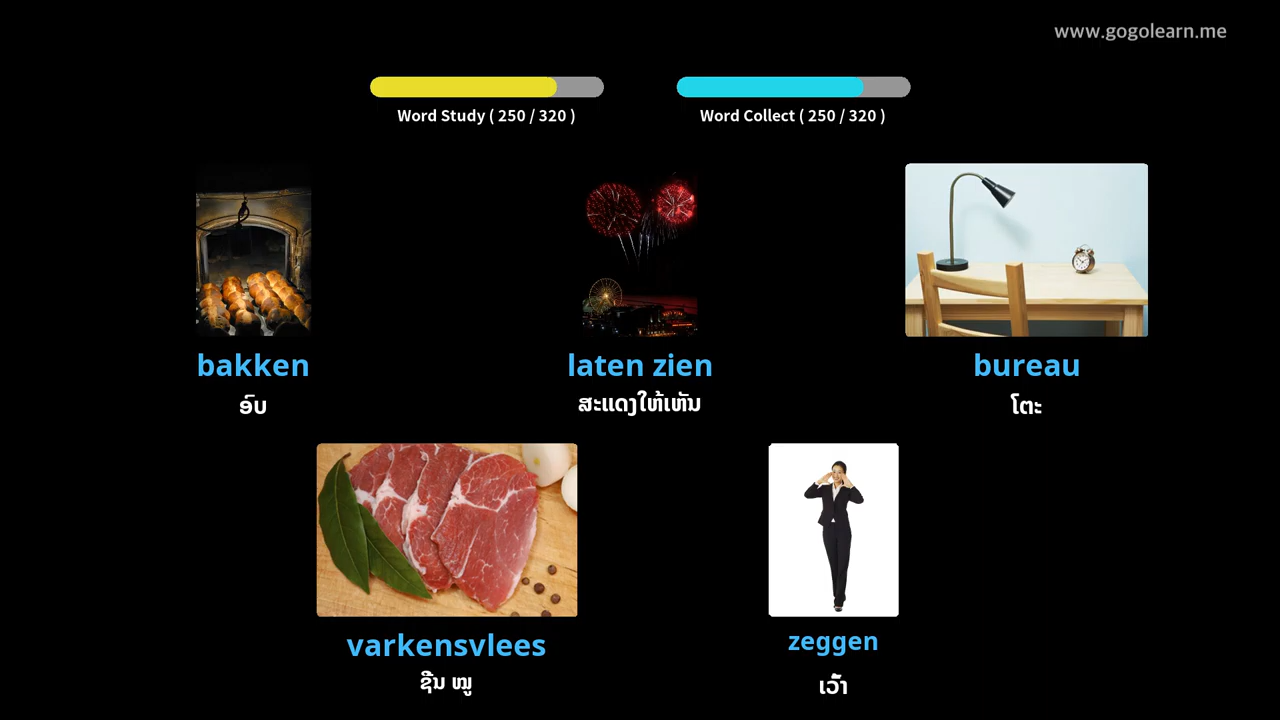 www.gogolearn.me
Word Study ( 250 / 320 )
Word Collect ( 250 / 320 )
bakken
ອົບ
laten zien
ສະແດງໃຫ້ເຫັນ
bureau
ໂຕະ
varkensvlees
ຊີ້ນ ໝູ
zeggen
ເວົ້າ